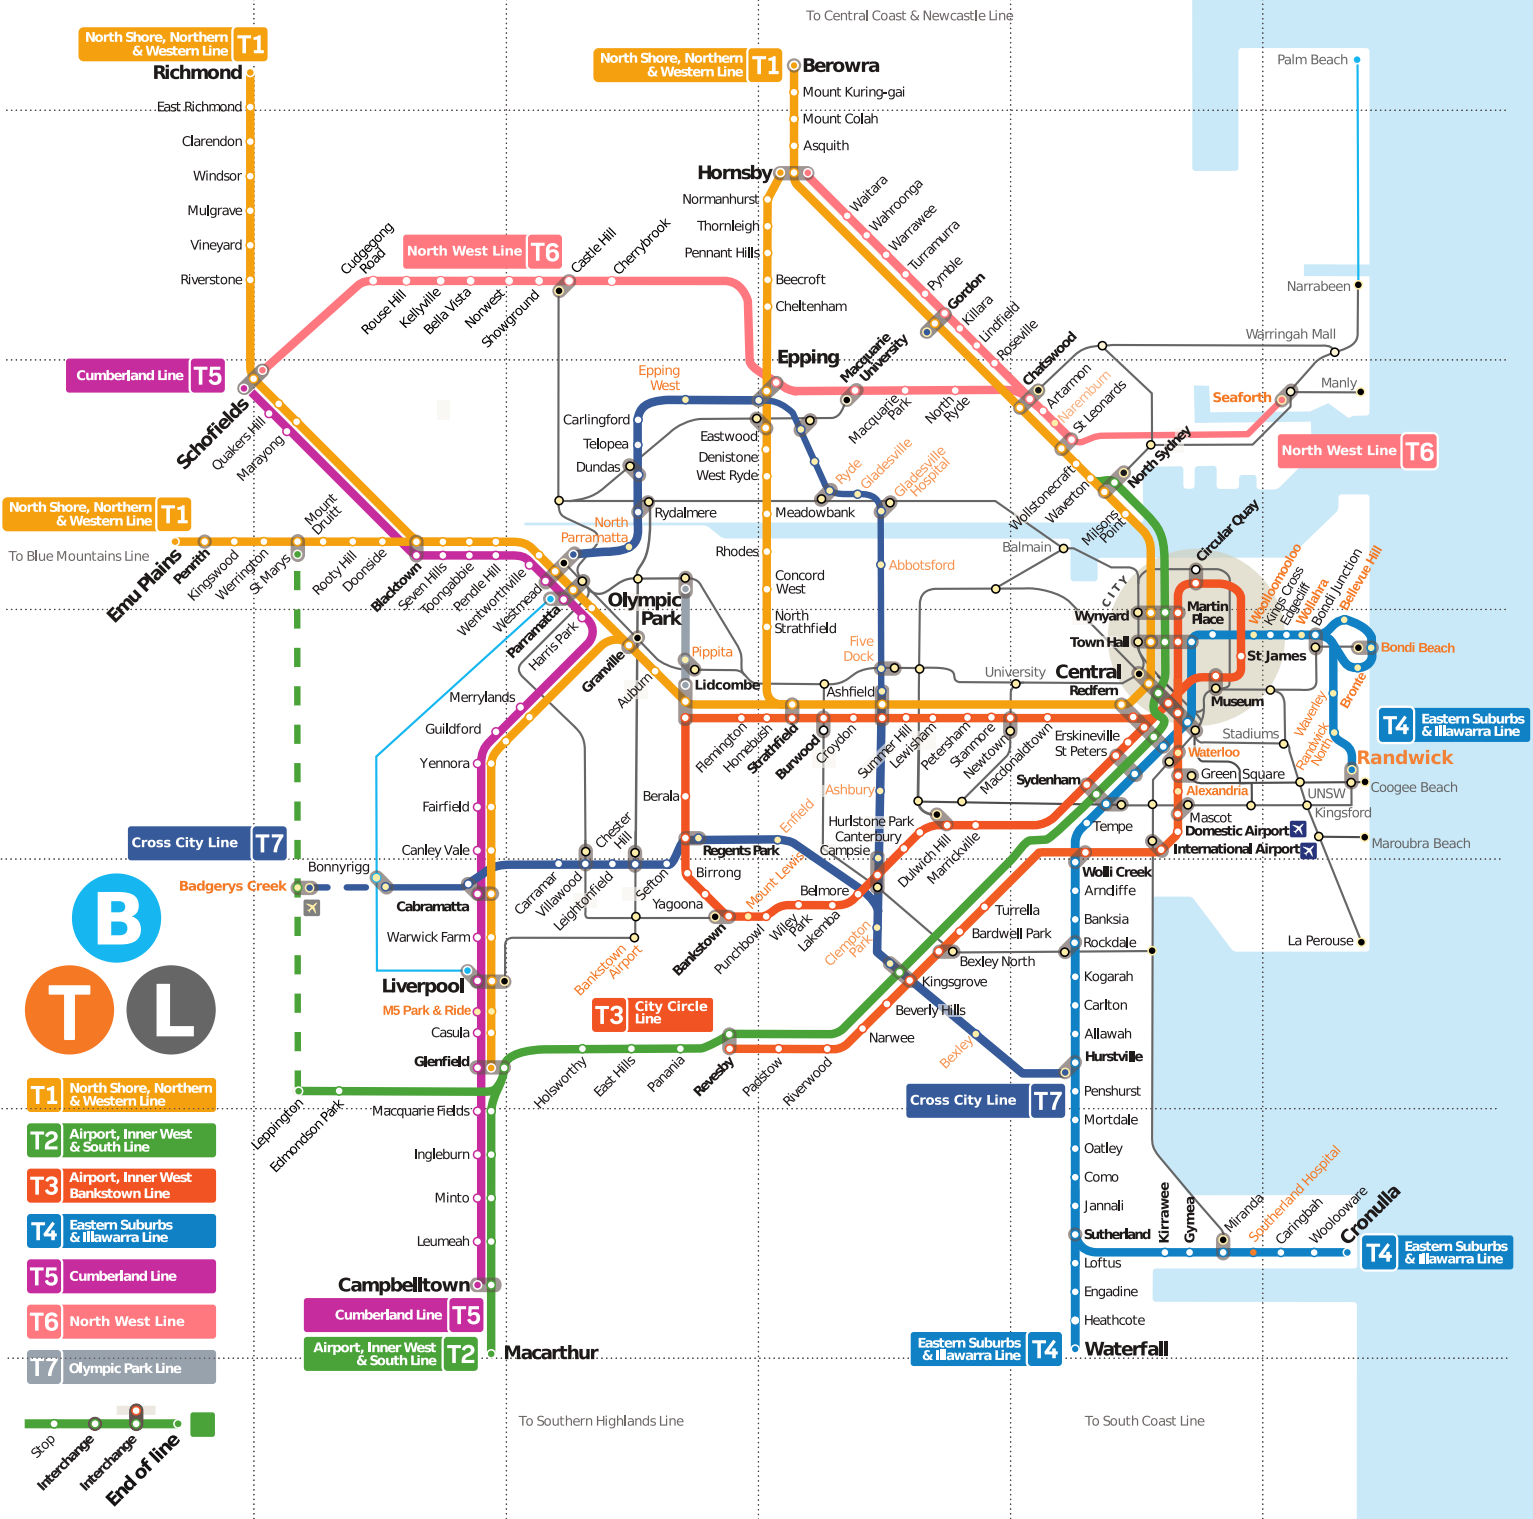 To Central Coast & Newcastle Line
North Shore, Northern
& Western Line
T1
Richmond
East Richmond
Clarendon
Windsor
Mulgrave
Vineyard
Riverstone
North Shore, Northern
& Western Line
T1
Berowra
Mount Kuring-gai
Mount Colah
Asquith
Hornsby
Normanhurst
Thornleigh
Pennant Hills
Beecroft
Cheltenham
Epping
Waitara
Wahroonga
Warrawee
Turramurra
Pymble
Gordon
Killara
Lindfield
Roseville
Chatswood
Artarmon
Naremburn
St Leonards
Palm Beach
Narrabeen
Warringah Mall
Manly
Seaforth
North West Line
T6
North West Line
T6
Cudgegong
Road
Rouse Hill
Kellyville
Bella Vista
Norwest
Showground
Castle Hill
Cherrybrook
Macquarie
University
Macquarie
Park
North
Ryde
Cumberland Line
T5
Schofields
Quakers Hill
Marayong
Epping
West
Carlingford
Telopea
Dundas
Rydalmere
North
Parramatta
Eastwood
Denistone
West Ryde
Meadowbank
Rhodes
Concord
West
North
Strathfield
Ryde
Gladesville
Gladesville
Hospital
Abbotsford
Five
Dock
Wollstonecraft
Waverton
North Sydney
Milsons
Point
Balmain
North Shore, Northern
& Western Line
T1
To Blue Mountains Line
Emu Plains
Penrith
Kingswood
Werrington
St Marys
Mount
Druitt
Rooty Hill
Doonside
Blacktown
Seven Hills
Toongabbie
Pendle Hill
Wentworthville
Westmead
Parramatta
Harris Park
Granville
Auburn
Olympic
Park
Pippita
Lidcombe
CITY
Circular Quay
Wynyard
Martin
Place
Town Hall
St James
Central
Redfern
Museum
Woolloomooloo
Kings Cross
Edgecliff
Wollahra
Bondi Junction
Bellevue Hill
Bondi Beach
Bronte
Waverley
Randwick
North
T4
Eastern Suburbs
& Illawarra Line
Randwick
University
Stadiums
UNSW
Kingsford
Coogee Beach
Maroubra Beach
La Perouse
Merrylands
Guildford
Yennora
Fairfield
Canley Vale
Cabramatta
Warwick Farm
Liverpool
M5 Park & Ride
Casula
Glenfield
Macquarie Fields
Ingleburn
Minto
Leumeah
Campbelltown
Macarthur
Flemington
Homebush
Strathfield
Burwood
Croydon
Ashfield
Summer Hill
Lewisham
Petersham
Stanmore
Newtown
Macdonaldtown
Erskineville
St Peters
Sydenham
Waterloo
Green Square
Alexandria
Mascot
Domestic Airport
International Airport
Tempe
Wolli Creek
Arncliffe
Banksia
Rockdale
Kogarah
Carlton
Allawah
Hurstville
Penshurst
Mortdale
Oatley
Como
Jannali
Sutherland
Loftus
Engadine
Heathcote
Waterfall
Kirrawee
Gymea
Miranda
Southerland Hospital
Caringbah
Woolooware
Cronulla
T4
Eastern Suburbs
& Illawarra Line
Eastern Suburbs
& Illawarra Line
T4
Cross City Line
T7
Bonnyrigg
Badgerys Creek
Carramar
Villawood
Leightonfield
Chester
Hill
Sefton
Berala
Regents Park
Birrong
Yagoona
Bankstown
Bankstown
Airport
Punchbowl
Mount Lewis
Wiley
Park
Lakemba
Belmore
Enfield
Ashbury
Hurlstone Park
Canterbury
Campsie
Dulwich Hill
Marrickville
Clempton
Park
Turrella
Bardwell Park
Bexley North
Kingsgrove
Beverly Hills
Narwee
Bexley
Cross City Line
T7
T3
City Circle
Line
Holsworthy
East Hills
Panania
Revesby
Padstow
Riverwood
Leppington
Edmondson Park
Cumberland Line
T5
Airport, Inner West
& South Line
T2
B
T
L
T1
North Shore, Northern
& Western Line
T2
Airport, Inner West
& South Line
T3
Airport, Inner West
Bankstown Line
T4
Eastern Suburbs
& Illawarra Line
T5
Cumberland Line
T6
North West Line
T7
Olympic Park Line
Stop
Interchange
Interchange
End of line
To Southern Highlands Line
To South Coast Line